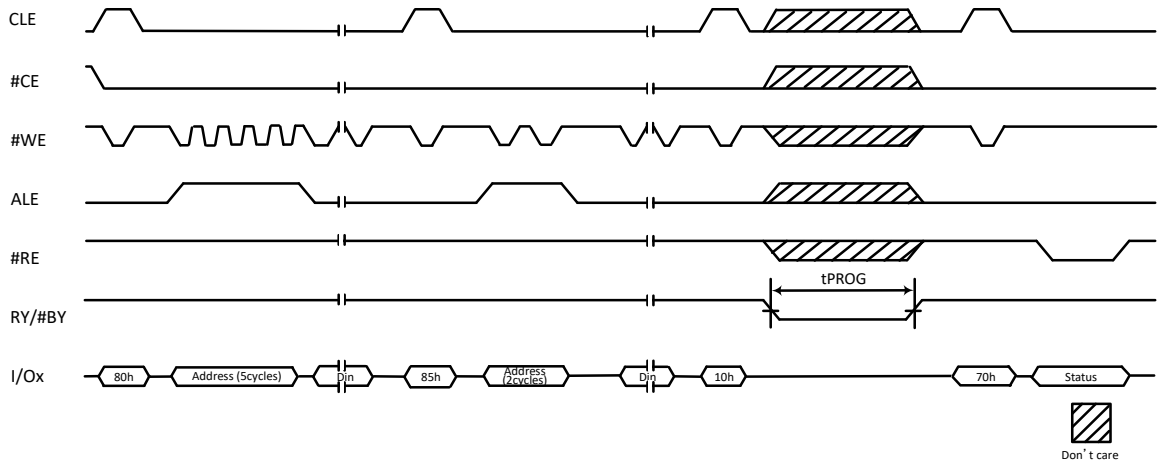 CLE
#CE
#WE
ALE
#RE
tPROG
RY/#BY
I/Ox
80h
Address (5cycles)
Din
85h
Address
(2cycles)
Din
10h
70h
Status
Don’t care